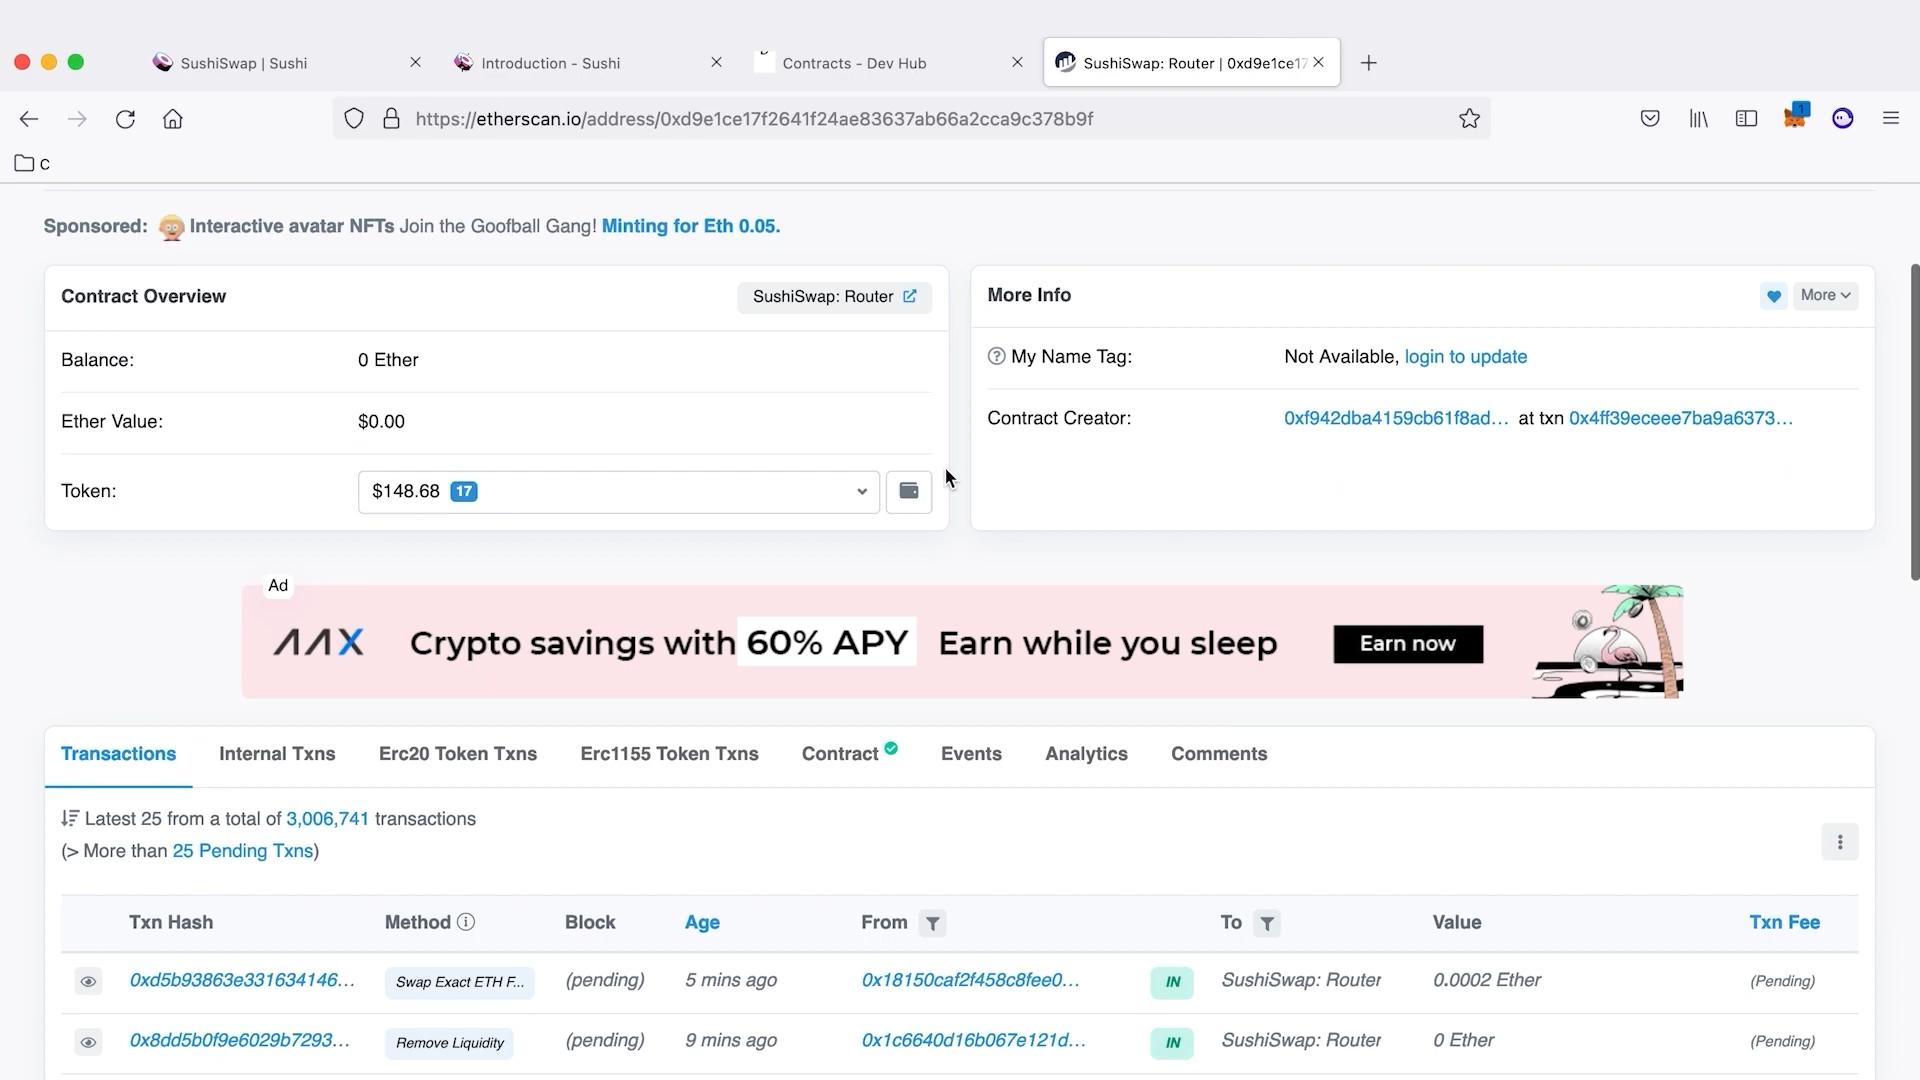 SushiSwap | Sushi
Introduction - Sushi
Contracts - Dev Hub
SushiSwap: Router | 0xd9e1ce17
https://etherscan.io/address/0xd9e1ce17f2641f24ae83637ab66a2cca9c378b9f
1
C
Sponsored: Interactive avatar NFTs Join the Goofball Gang! Minting for Eth 0.05.
Contract Overview
SushiSwap: Router
Balance: 0 Ether
Ether Value: $0.00
Token: $148.68 17
More Info
More
My Name Tag: Not Available, login to update
Contract Creator: 0xf942dba4159cb61f8ad... at txn 0x4ff39eceee7ba9a6373...
Ad
AAX Crypto savings with 60% APY Earn while you sleep Earn now
Transactions Internal Txns Erc20 Token Txns Erc1155 Token Txns Contract Events Analytics Comments
Latest 25 from a total of 3,006,741 transactions
(> More than 25 Pending Txns)
Txn Hash Method Block Age From To Value Txn Fee
0xd5b93863e331634146... Swap Exact ETH F... (pending) 5 mins ago 0x18150caf2f458c8fee0... IN SushiSwap: Router 0.0002 Ether (Pending)
0x8dd5b0f9e6029b7293... Remove Liquidity (pending) 9 mins ago 0x1c6640d16b067e121d... IN SushiSwap: Router 0 Ether (Pending)